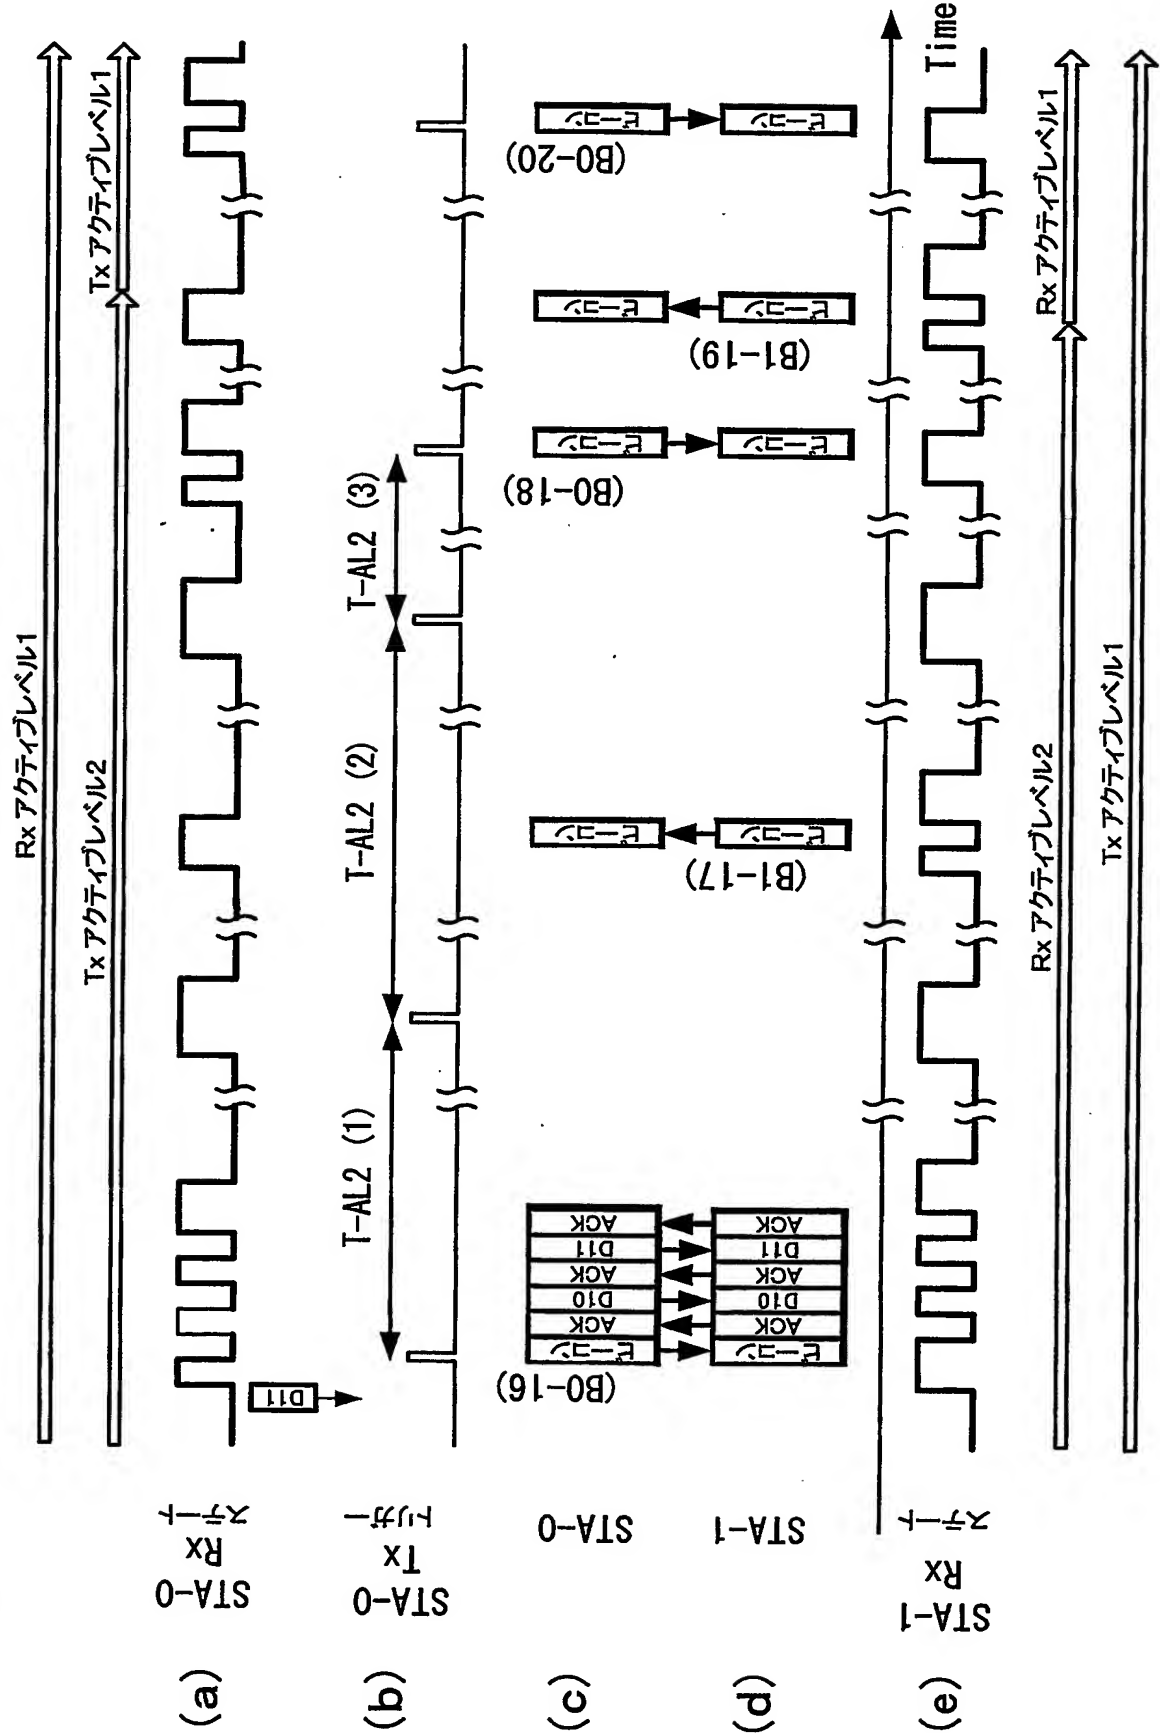 Rx アクティブレベル1
Tx アクティブレベル2
Tx アクティブレベル1
(a)
STA-0
Rx
ステート
D11
(b)
STA-0
Tx
トリガー
T-AL2 (1)
T-AL2 (2)
T-AL2 (3)
(c)
STA-0
(B0-16)
ビーコン
ACK
D10
ACK
D11
ACK
ビーコン
(B0-18)
ビーコン
ビーコン
(B0-20)
ビーコン
(d)
STA-1
ビーコン
ACK
D10
ACK
D11
ACK
(B1-17)
ビーコン
ビーコン
(B1-19)
ビーコン
ビーコン
Time
(e)
STA-1
Rx
ステート
Rx アクティブレベル2
Rx アクティブレベル1
Tx アクティブレベル1